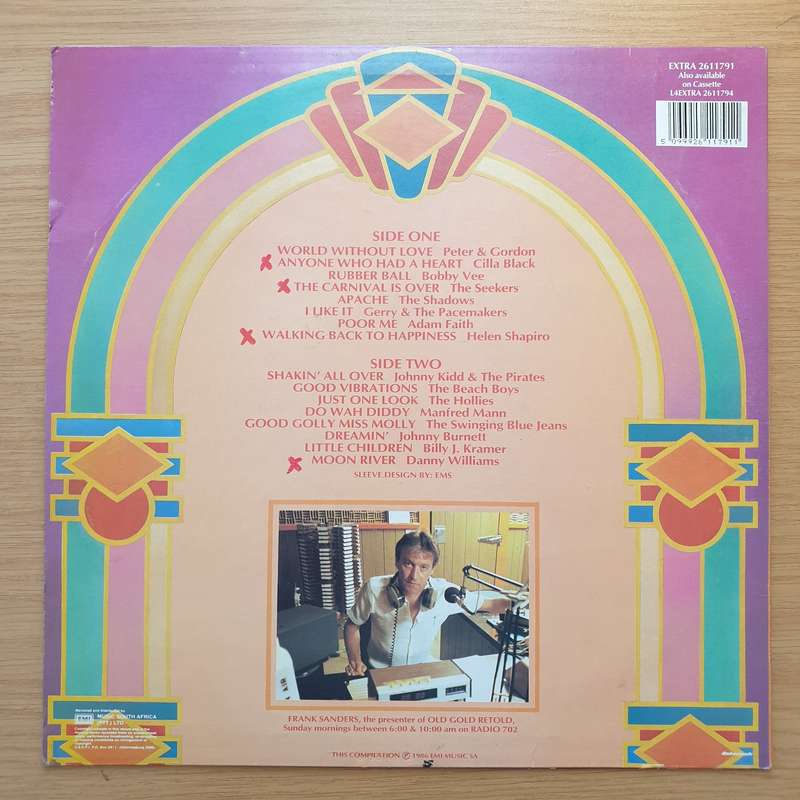 EXTRA 2611791
Also available
on Cassette
L4EXTRA 2611794
5 099926 117911
SIDE ONE
WORLD WITHOUT LOVE Peter & Gordon
ANYONE WHO HAD A HEART Cilla Black
RUBBER BALL Bobby Vee
THE CARNIVAL IS OVER The Seekers
APACHE The Shadows
I LIKE IT Gerry & The Pacemakers
POOR ME Adam Faith
WALKING BACK TO HAPPINESS Helen Shapiro
SIDE TWO
SHAKIN' ALL OVER Johnny Kidd & The Pirates
GOOD VIBRATIONS The Beach Boys
JUST ONE LOOK The Hollies
DO WAH DIDDY Manfred Mann
GOOD GOLLY MISS MOLLY The Swinging Blue Jeans
DREAMIN' Johnny Burnett
LITTLE CHILDREN Billy J. Kramer
MOON RIVER Danny Williams
SLEEVE DESIGN BY: EMS
FRANK SANDERS, the presenter of OLD GOLD RETOLD,
Sunday mornings between 6:00 & 10:00 am on RADIO 702
EMI
MUSIC SOUTH AFRICA
(PTY) LTD
THIS COMPILATION ℗ 1986 EMI MUSIC SA